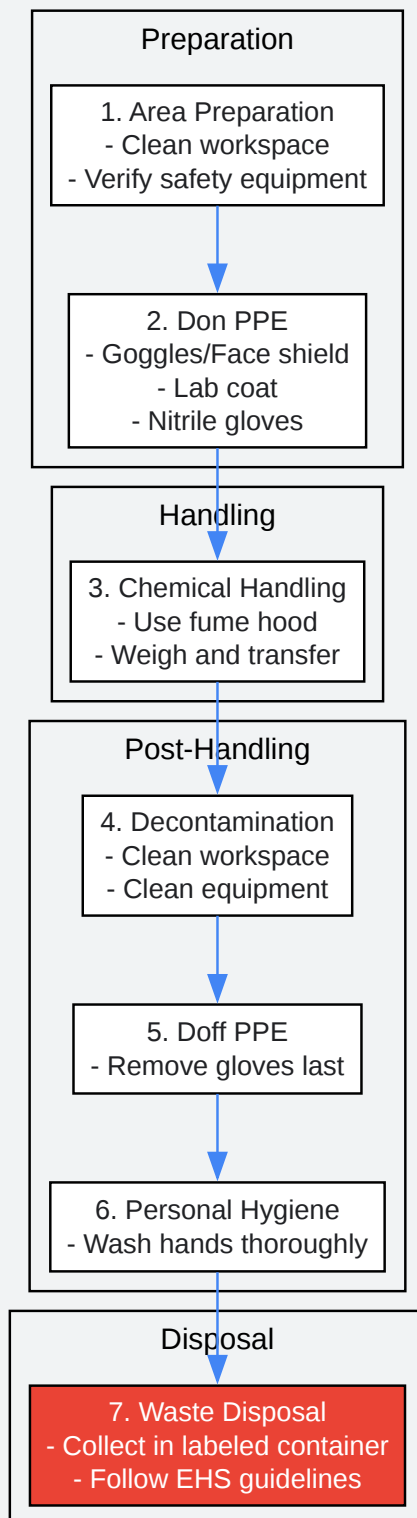 Preparation
1. Area Preparation
- Clean workspace
- Verify safety equipment
2. Don PPE
- Goggles/Face shield
- Lab coat
- Nitrile gloves
Handling
3. Chemical Handling
- Use fume hood
- Weigh and transfer
Post-Handling
4. Decontamination
- Clean workspace
- Clean equipment
5. Doff PPE
- Remove gloves last
6. Personal Hygiene
- Wash hands thoroughly
Disposal
7. Waste Disposal
- Collect in labeled container
- Follow EHS guidelines